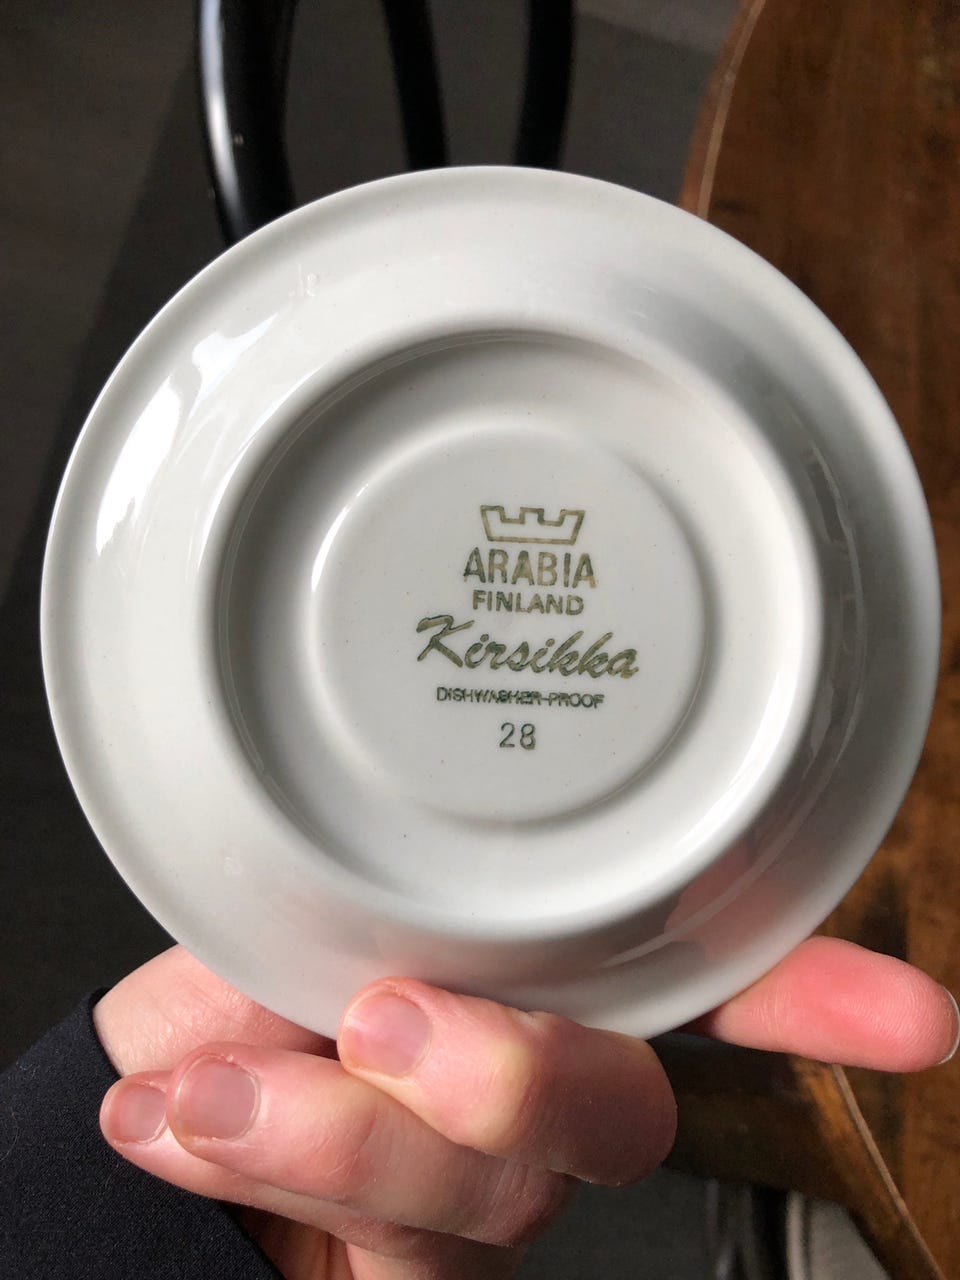 ARABIA
FINLAND
Kirsikka
DISHWASHER-PROOF
28